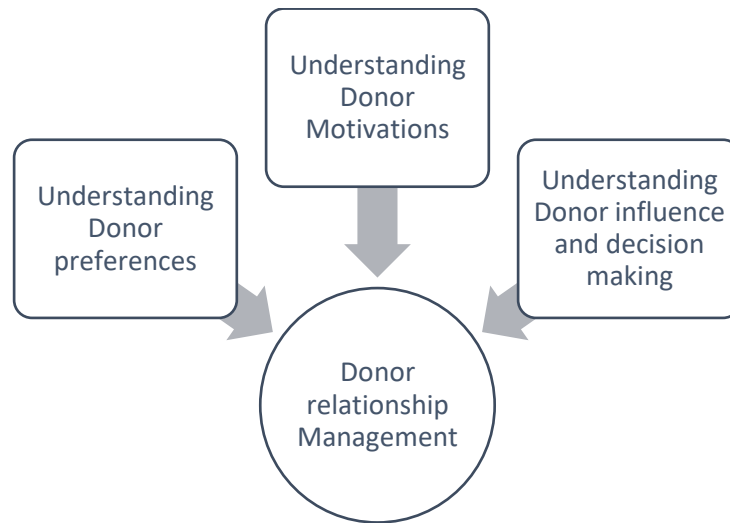 Understanding
Donor
Motivations
Understanding
Donor
preferences
Understanding
Donor influence
and decision
making
Donor
relationship
Management